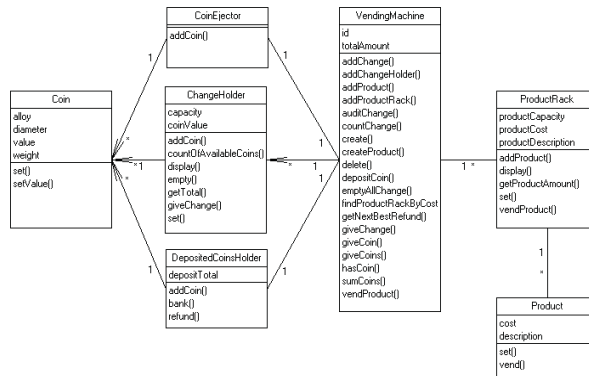 CoinEjector
addCoin()
VendingMachine
id
totalAmount
addChange()
addChangeHolder()
addProduct()
addProductRack()
auditChange()
countChange()
create()
createProduct()
delete()
depositCoin()
emptyAllChange()
findProductRackByCost
getNextBestRefund()
giveChange()
giveCoin()
giveCoins()
hasCoin()
sumCoins()
vendProduct()
Coin
alloy
diameter
value
weight
set()
setValue()
ChangeHolder
capacity
coinValue
addCoin()
countOfAvailableCoins()
display()
empty()
getTotal()
giveChange()
set()
ProductRack
productCapacity
productCost
productDescription
addProduct()
display()
getProductAmount()
set()
vendProduct()
DepositedCoinsHolder
depositTotal
addCoin()
bank()
refund()
Product
cost
description
set()
vend()
1
1
1
*
* 1
* 1
1 *
*
1
1
1
1
*